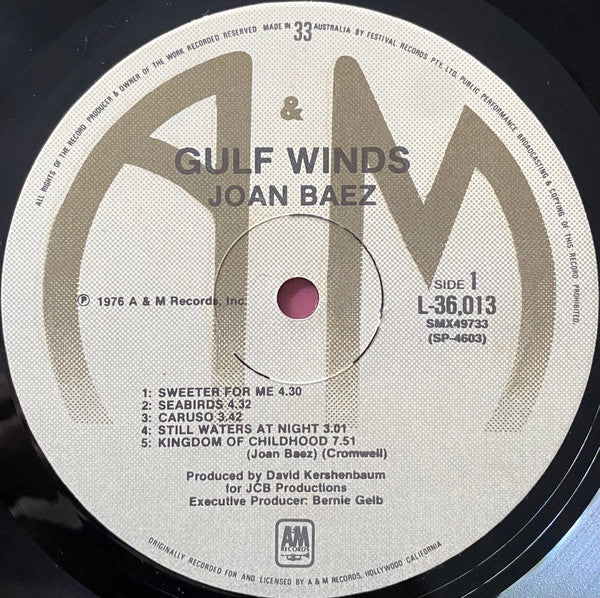 ALL RIGHTS OF THE RECORD PRODUCER & OWNER OF THE WORK RECORDED RESERVED MADE IN 33 AUSTRALIA BY FESTIVAL RECORDS PTY. LTD. PUBLIC PERFORMANCE BROADCASTING & COPYING OF THIS RECORD PROHIBITED.
A & M
GULF WINDS
JOAN BAEZ
SIDE 1
L-36,013
SMX49733
(SP-4603)
℗ 1976 A & M Records, Inc.
1: SWEETER FOR ME 4.30
2: SEABIRDS 4.32
3: CARUSO 3.42
4: STILL WATERS AT NIGHT 3.01
5: KINGDOM OF CHILDHOOD 7.51
(Joan Baez) (Cromwell)
Produced by David Kershenbaum
for JCB Productions
Executive Producer: Bernie Gelb
AM
RECORDS
ORIGINALLY RECORDED FOR AND LICENSED BY A & M RECORDS, HOLLYWOOD CALIFORNIA